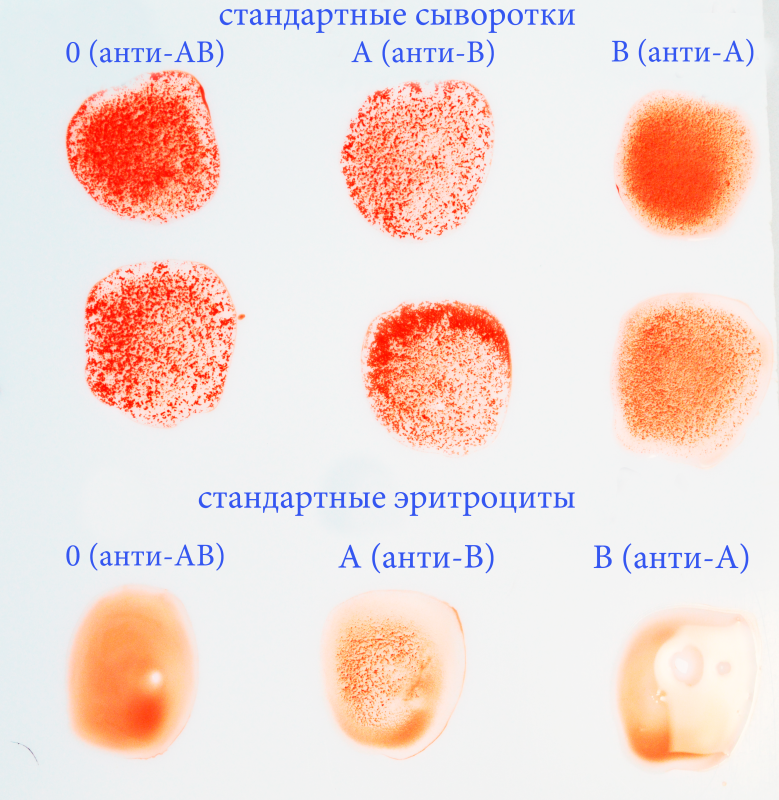 стандартные сыворотки
0 (анти-АВ) А (анти-В) В (анти-А)
стандартные эритроциты
0 (анти-АВ) А (анти-В) В (анти-А)